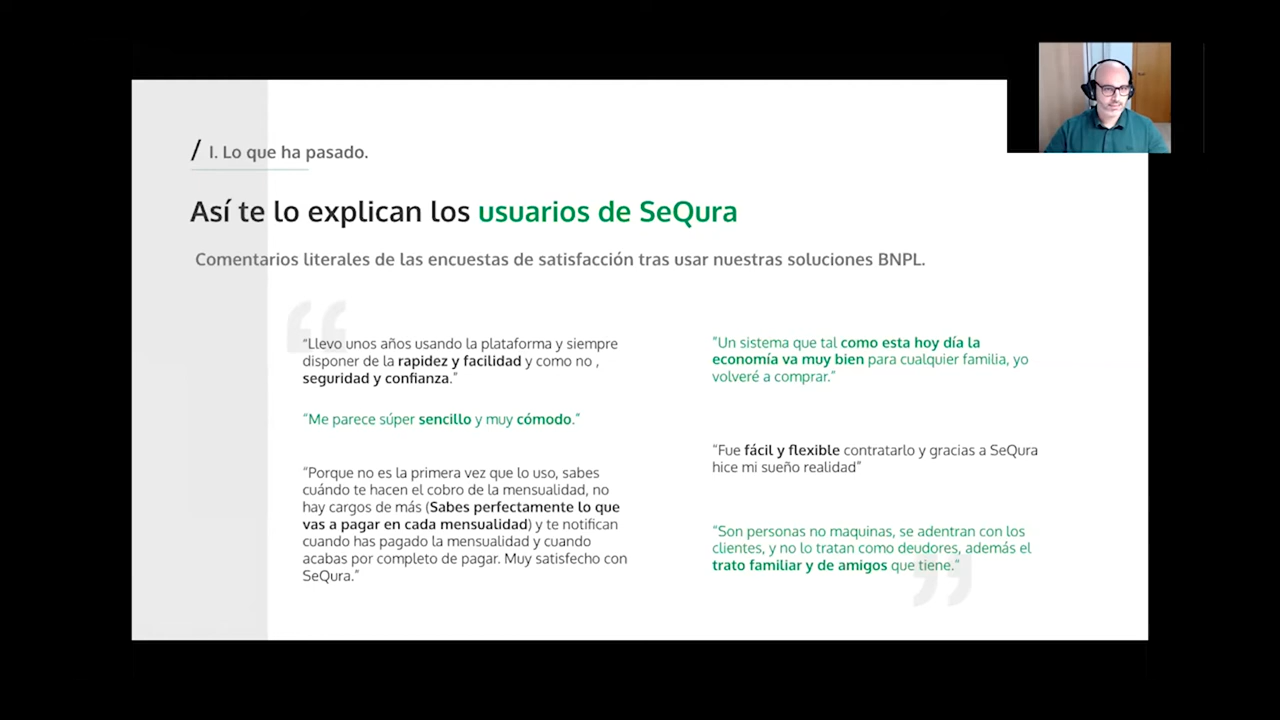 / I. Lo que ha pasado.
Así te lo explican los usuarios de SeQura
Comentarios literales de las encuestas de satisfacción tras usar nuestras soluciones BNPL.
“Llevo unos años usando la plataforma y siempre
disponer de la rapidez y facilidad y como no ,
seguridad y confianza.”
“Me parece súper sencillo y muy cómodo.”
“Porque no es la primera vez que lo uso, sabes
cuándo te hacen el cobro de la mensualidad, no
hay cargos de más (Sabes perfectamente lo que
vas a pagar en cada mensualidad) y te notifican
cuando has pagado la mensualidad y cuando
acabas por completo de pagar. Muy satisfecho con
SeQura.”
“Un sistema que tal como esta hoy día la
economía va muy bien para cualquier familia, yo
volveré a comprar.”
“Fue fácil y flexible contratarlo y gracias a SeQura
hice mi sueño realidad”
“Son personas no maquinas, se adentran con los
clientes, y no lo tratan como deudores, además el
trato familiar y de amigos que tiene.”